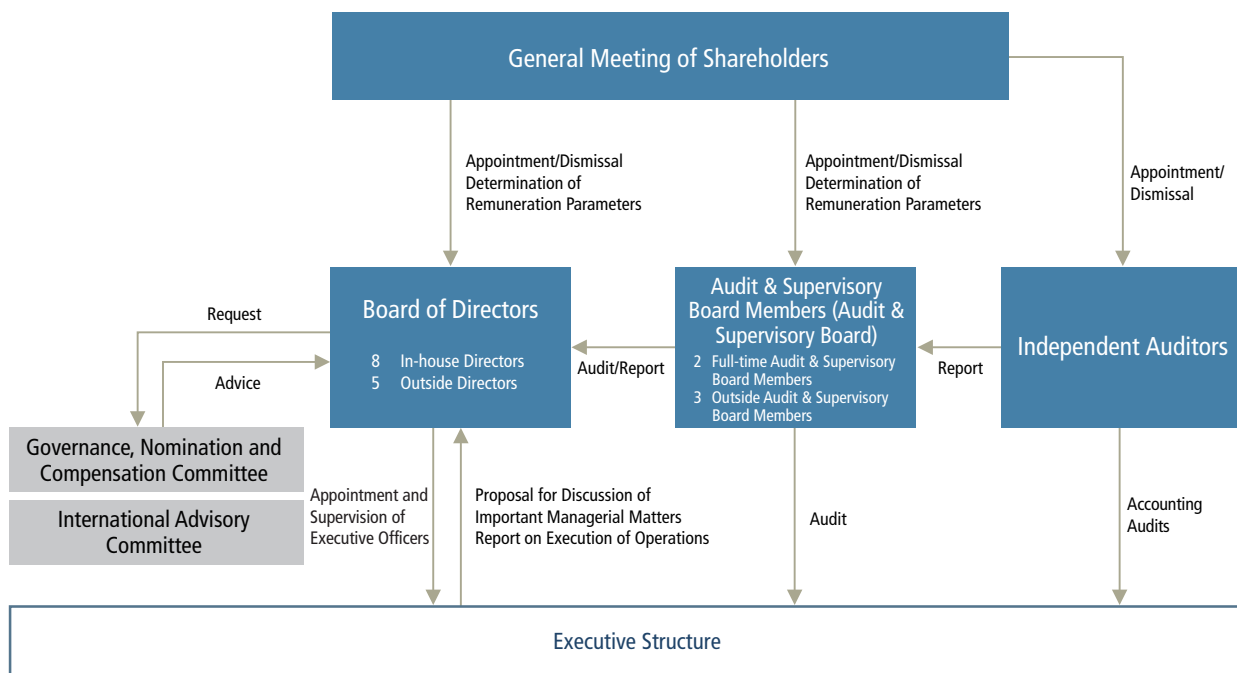 General Meeting of Shareholders
Appointment/Dismissal
Determination of
Remuneration Parameters
Appointment/Dismissal
Determination of
Remuneration Parameters
Appointment/
Dismissal
Request
Advice
Board of Directors
8 In-house Directors
5 Outside Directors
Audit/Report
Audit & Supervisory
Board Members (Audit &
Supervisory Board)
2 Full-time Audit & Supervisory
Board Members
3 Outside Audit & Supervisory
Board Members
Report
Independent Auditors
Governance, Nomination and
Compensation Committee
International Advisory
Committee
Appointment and
Supervision of
Executive Officers
Proposal for Discussion of
Important Managerial Matters
Report on Execution of Operations
Audit
Accounting
Audits
Executive Structure